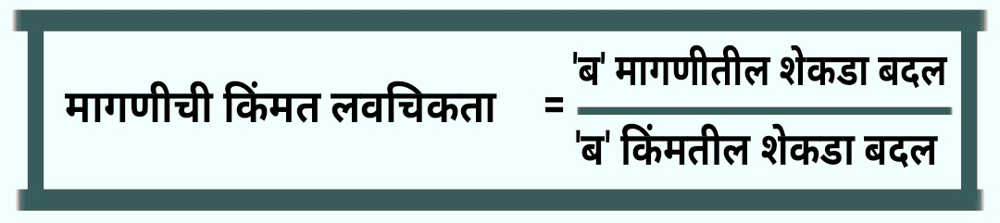 मागणीची किंमत लवचिकता =
'ब' मागणीतील शेकडा बदल
'ब' किंमतीतील शेकडा बदल